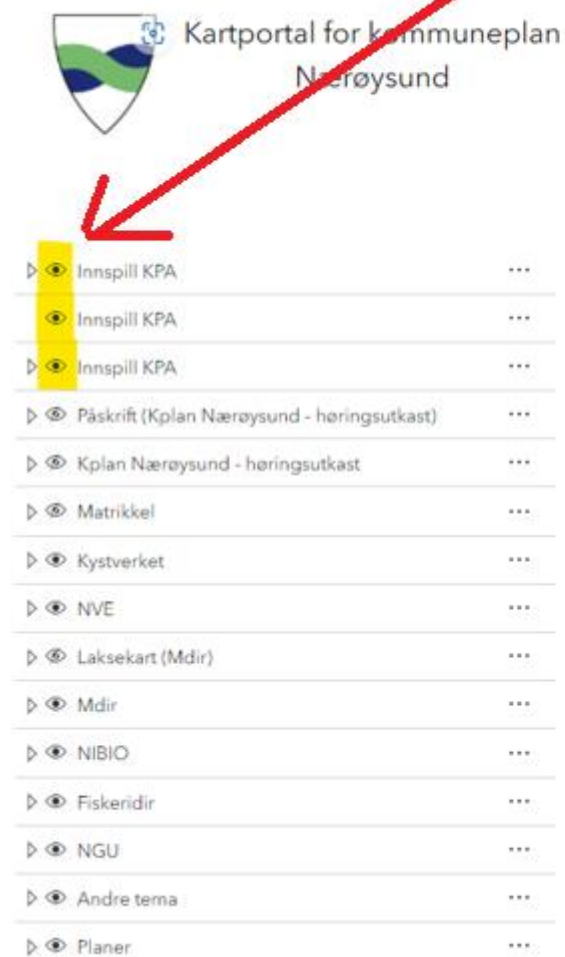 Kartportal for kommuneplan
Nærøysund
Innspill KPA
Innspill KPA
Innspill KPA
Påskrift (Kplan Nærøysund - høringsutkast)
Kplan Nærøysund - høringsutkast
Matrikkel
Kystverket
NVE
Laksekart (Mdir)
Mdir
NIBIO
Fiskeridir
NGU
Andre tema
Planer